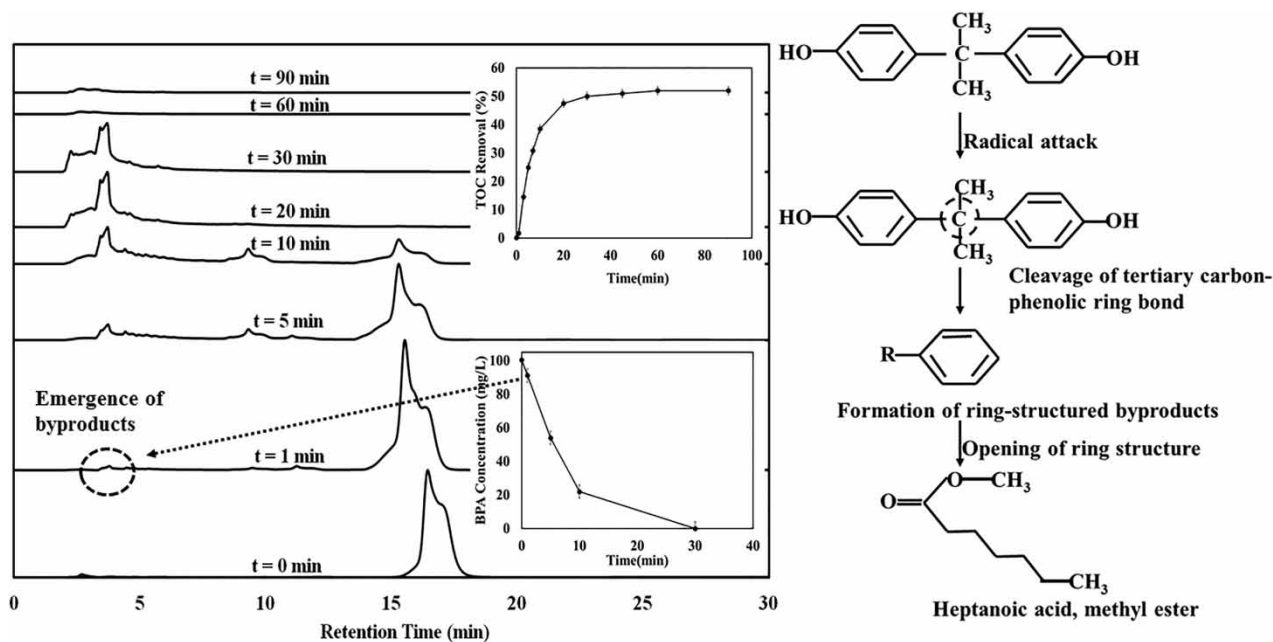 t = 90 min
t = 60 min
t = 30 min
t = 20 min
t = 10 min
t = 5 min
t = 1 min
t = 0 min
Emergence of
byproducts
0 5 10 15 20 25 30
Retention Time (min)
TOC Removal (%)
60
50
40
30
20
10
0
0 20 40 60 80 100
Time(min)
BPA Concentration (mg/L)
100
80
60
40
20
0
0 10 20 30 40
Time(min)
CH3
HO C OH
CH3
Radical attack
CH3
HO C OH
CH3
Cleavage of tertiary carbon-
phenolic ring bond
R
Formation of ring-structured byproducts
Opening of ring structure
O CH3
O
CH3
Heptanoic acid, methyl ester